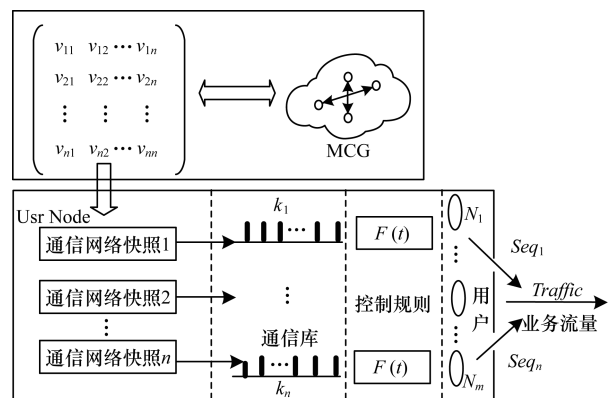 v11 v12 … v1n
v21 v22 … v2n
⋮ ⋮ ⋮
vn1 vn2 … vnn
MCG
Usr Node
通信网络快照1
通信网络快照2
⋮
通信网络快照n
k1
…
⋮
通信库
…
kn
F(t)
控制规则
F(t)
N1
⋮
用户
⋮
Nm
Seq1
Traffic
业务流量
Seqn